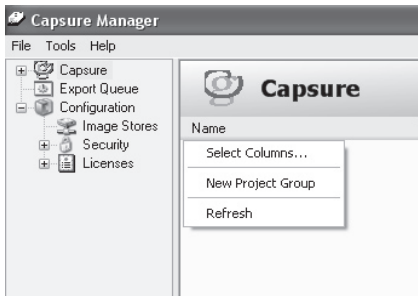 Capsure Manager
File Tools Help
Capsure
Export Queue
Configuration
Image Stores
Security
Licenses
Capsure
Name
Select Columns...
New Project Group
Refresh